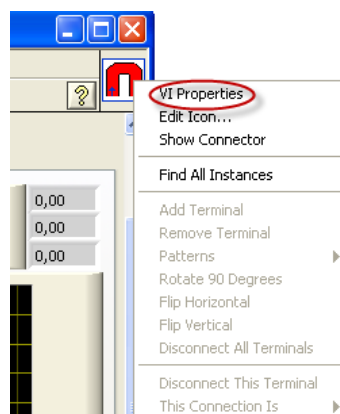 ?
VI Properties
Edit Icon...
Show Connector
Find All Instances
0,00
0,00
0,00
Add Terminal
Remove Terminal
Patterns
Rotate 90 Degrees
Flip Horizontal
Flip Vertical
Disconnect All Terminals
Disconnect This Terminal
This Connection Is